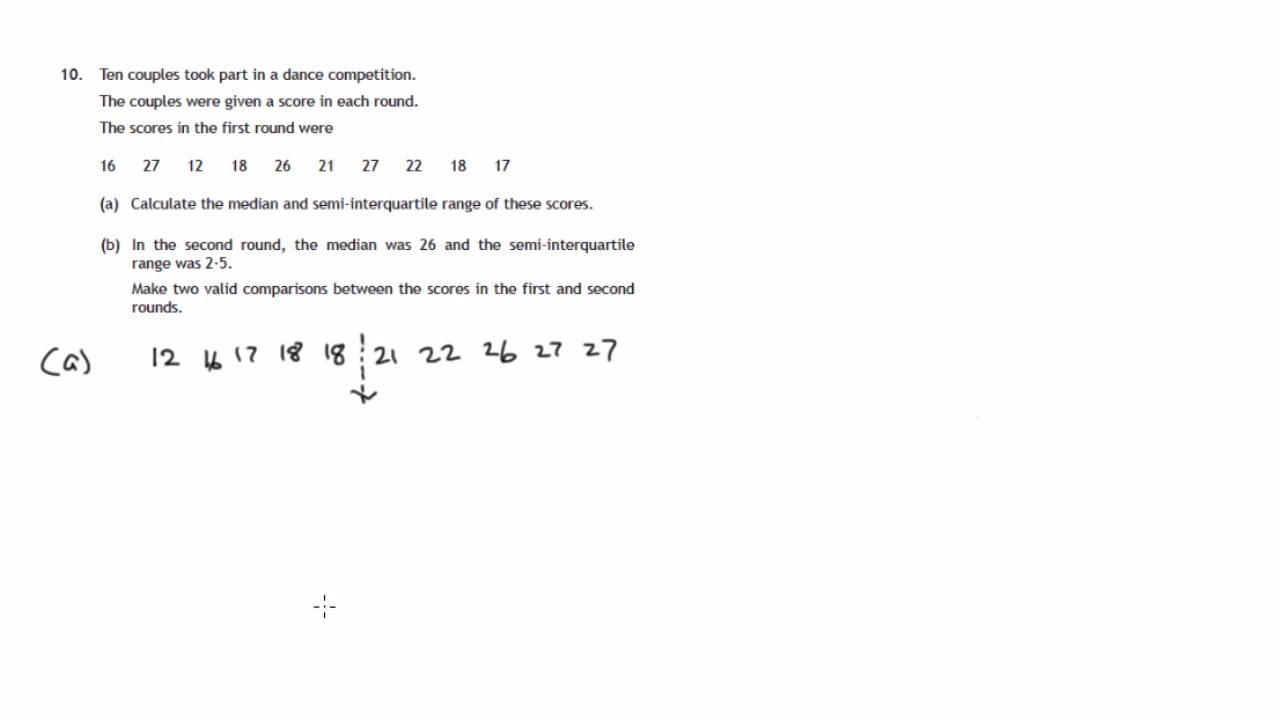 10. Ten couples took part in a dance competition.
The couples were given a score in each round.
The scores in the first round were
16 27 12 18 26 21 27 22 18 17
(a) Calculate the median and semi-interquartile range of these scores.
(b) In the second round, the median was 26 and the semi-interquartile
range was 2·5.
Make two valid comparisons between the scores in the first and second
rounds.
(a) 12 16 17 18 18 21 22 26 27 27